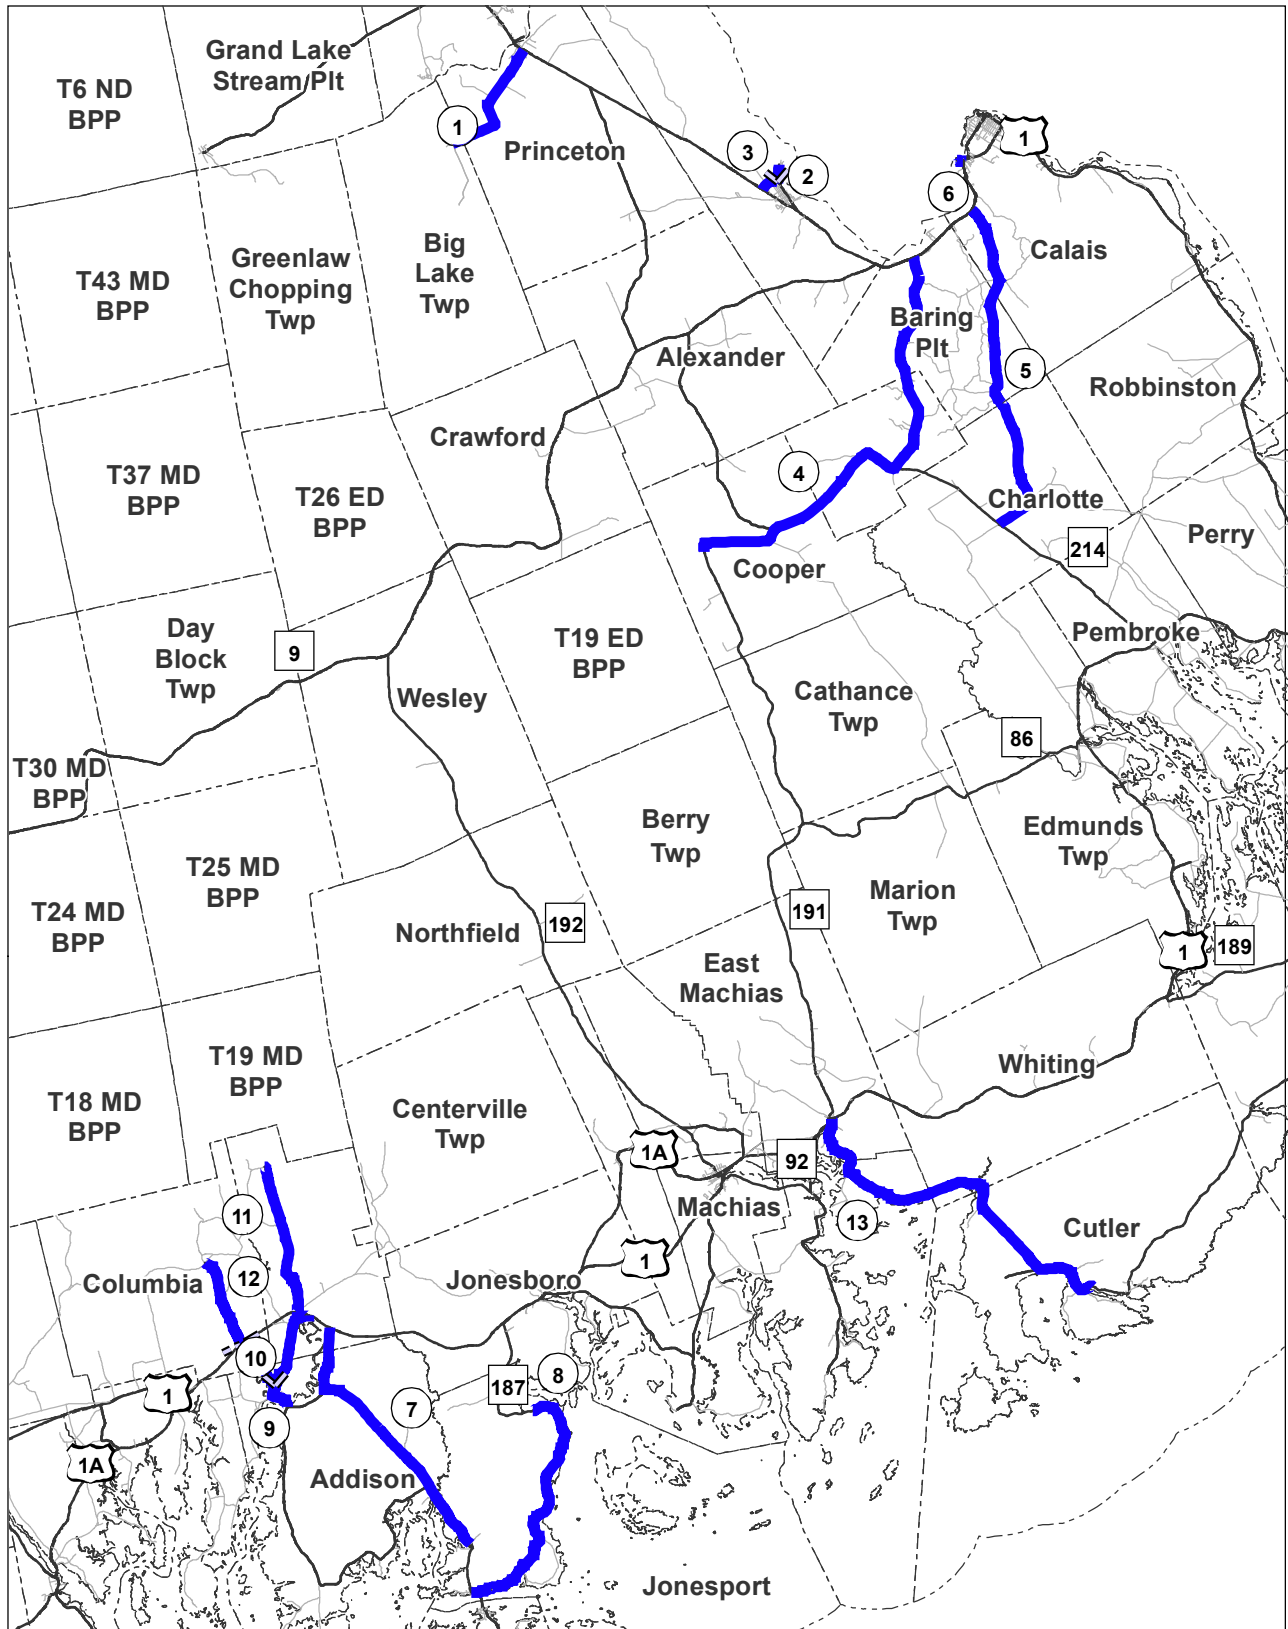 Grand Lake
Stream Plt
T6 ND
BPP
1
Princeton
3
2
1
6
Calais
T43 MD
BPP
Greenlaw
Chopping
Twp
Big
Lake
Twp
Baring
Plt
Alexander
5
Robbinston
Crawford
T37 MD
BPP
T26 ED
BPP
4
Charlotte
214
Perry
Cooper
Day
Block
Twp
9
T19 ED
BPP
Pembroke
Wesley
Cathance
Twp
86
T30 MD
BPP
Berry
Twp
Edmunds
Twp
T25 MD
BPP
T24 MD
BPP
Northfield
192
191
Marion
Twp
1
189
East
Machias
T19 MD
BPP
Whiting
T18 MD
BPP
Centerville
Twp
1A
92
Machias
13
Cutler
11
12
Columbia
Jonesboro
1
10
1
187
8
7
9
1A
Addison
Jonesport